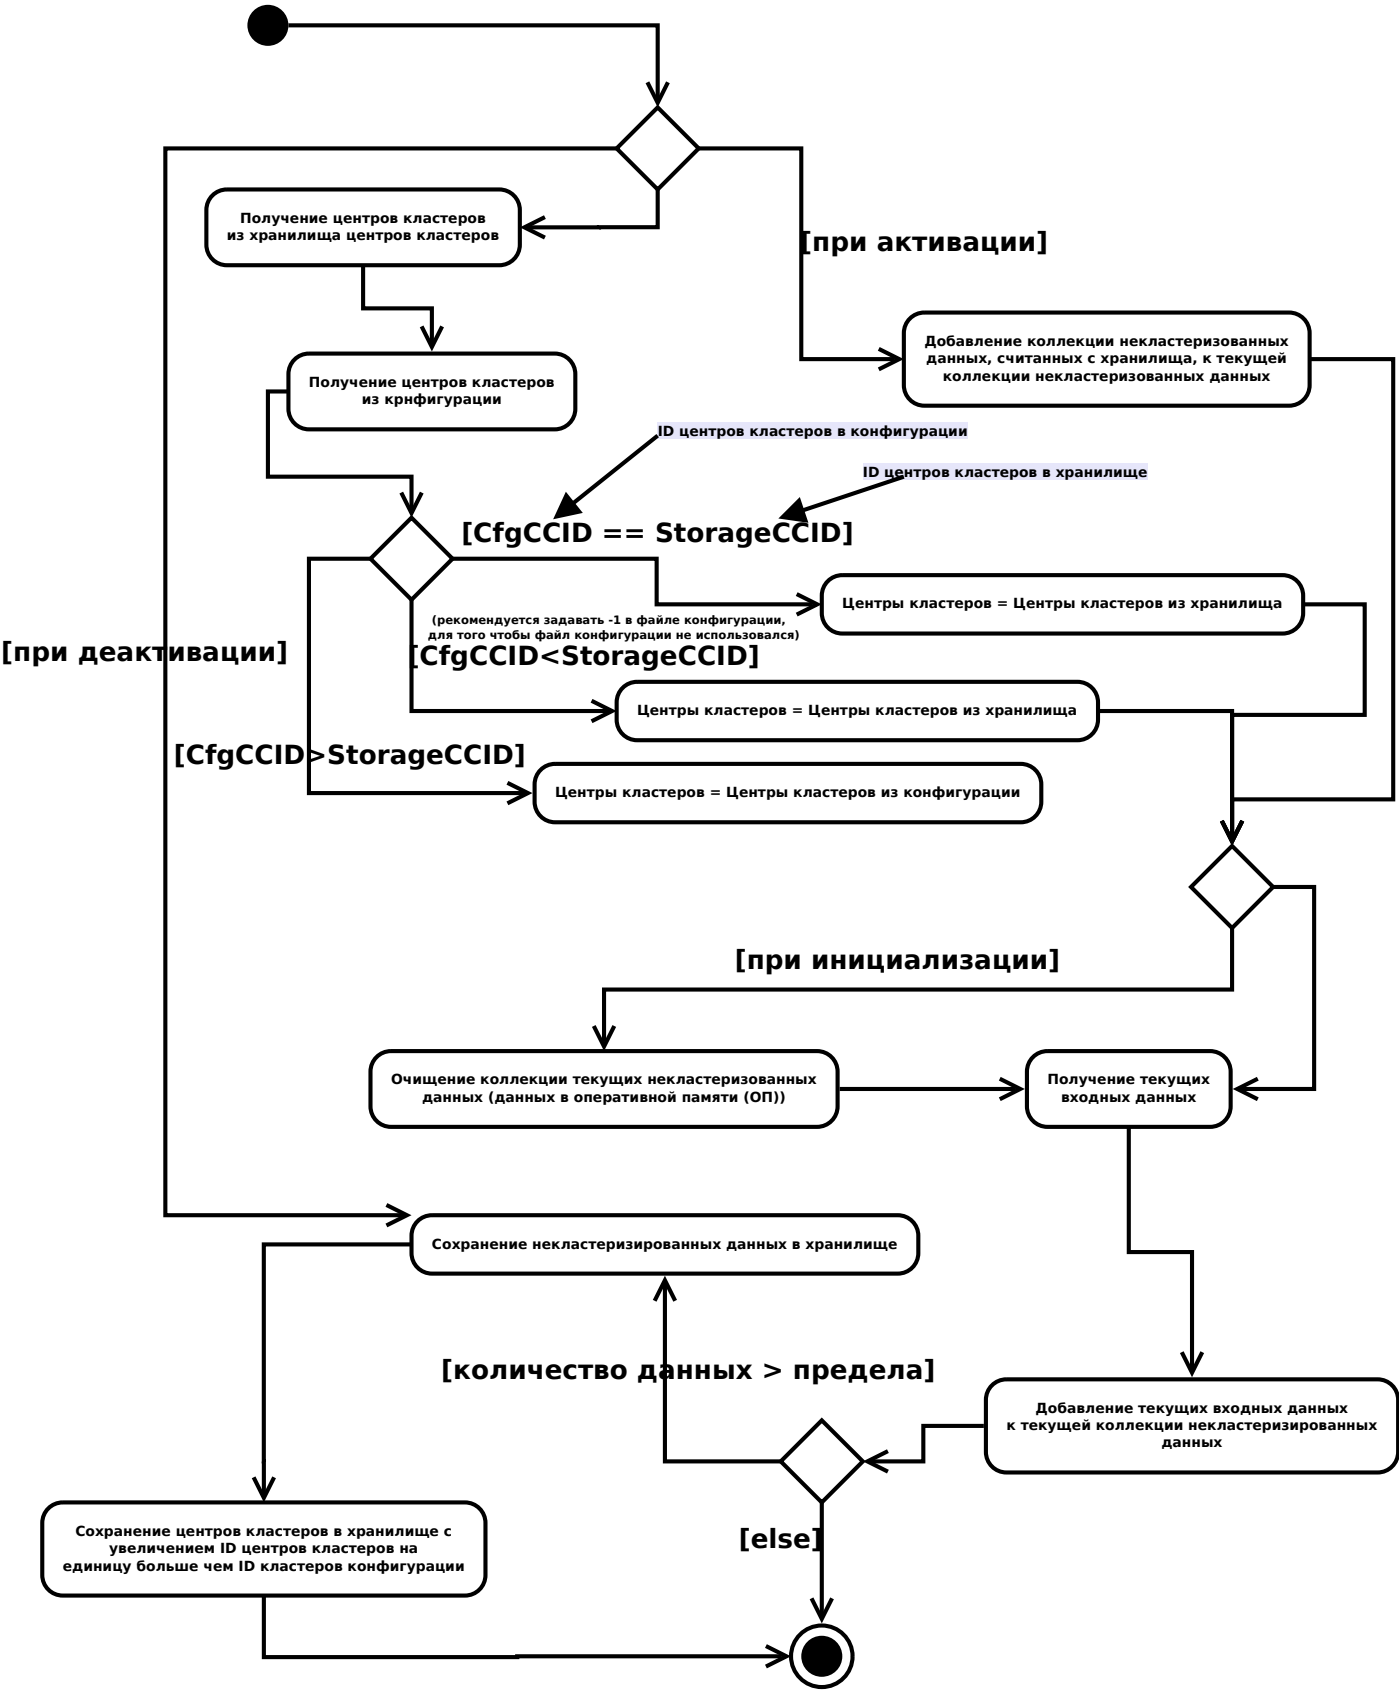 Получение центров кластеров
из хранилища центров кластеров
[при активации]
Добавление коллекции некластеризованных
данных, считанных с хранилища, к текущей
коллекции некластеризованных данных
Получение центров кластеров
из крнфигурации
ID центров кластеров в конфигурации
ID центров кластеров в хранилище
[CfgCCID == StorageCCID]
Центры кластеров = Центры кластеров из хранилища
(рекомендуется задавать -1 в файле конфигурации,
для того чтобы файл конфигурации не использовался)
[CfgCCID<StorageCCID]
[при деактивации]
Центры кластеров = Центры кластеров из хранилища
[CfgCCID>StorageCCID]
Центры кластеров = Центры кластеров из конфигурации
[при инициализации]
Очищение коллекции текущих некластеризованных
данных (данных в оперативной памяти (ОП))
Получение текущих
входных данных
Сохранение некластеризированных данных в хранилище
[количество данных > предела]
Добавление текущих входных данных
к текущей коллекции некластеризированных
данных
Сохранение центров кластеров в хранилище с
увеличением ID центров кластеров на
единицу больше чем ID кластеров конфигурации
[else]